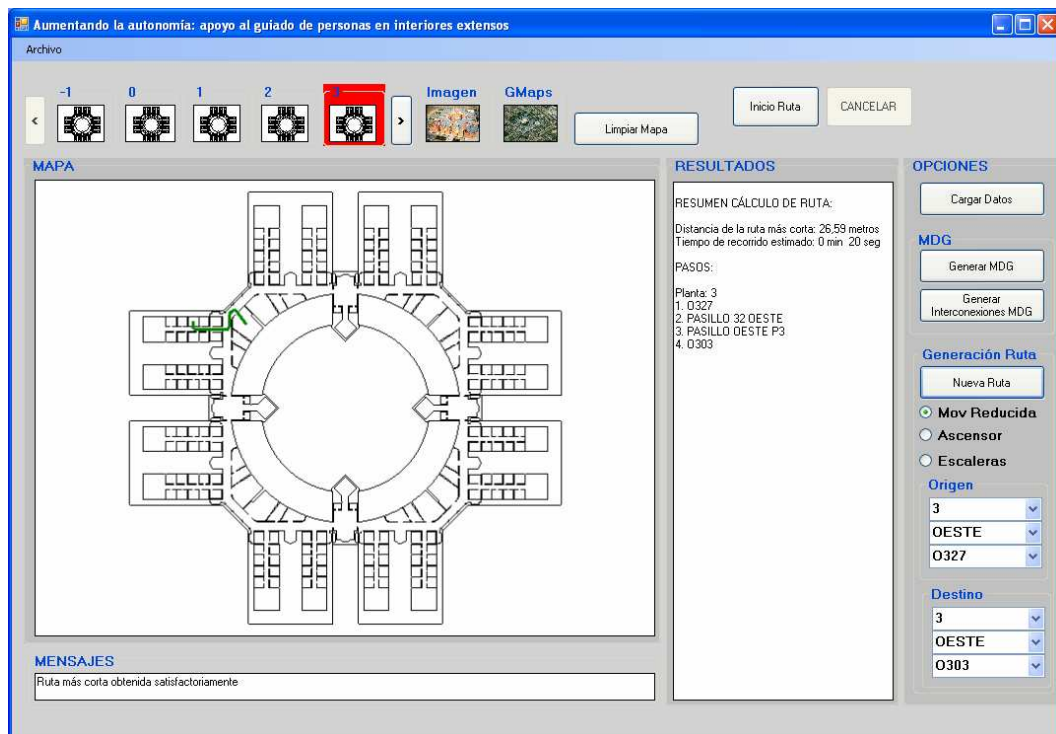 Aumentando la autonomía: apoyo al guiado de personas en interiores extensos
Archivo
-1 0 1 2 3 Imagen GMaps
< >
Limpiar Mapa
Inicio Ruta
CANCELAR
MAPA
RESULTADOS
RESUMEN CÁLCULO DE RUTA:
Distancia de la ruta más corta: 26,59 metros
Tiempo de recorrido estimado: 0 min 20 seg
PASOS:
Planta: 3
1. O327
2. PASILLO 32 OESTE
3. PASILLO OESTE P3
4. O303
OPCIONES
Cargar Datos
MDG
Generar MDG
Generar
Interconexiones MDG
Generación Ruta
Nueva Ruta
Mov Reducida
Ascensor
Escaleras
Origen
3
OESTE
O327
Destino
3
OESTE
O303
MENSAJES
Ruta más corta obtenida satisfactoriamente